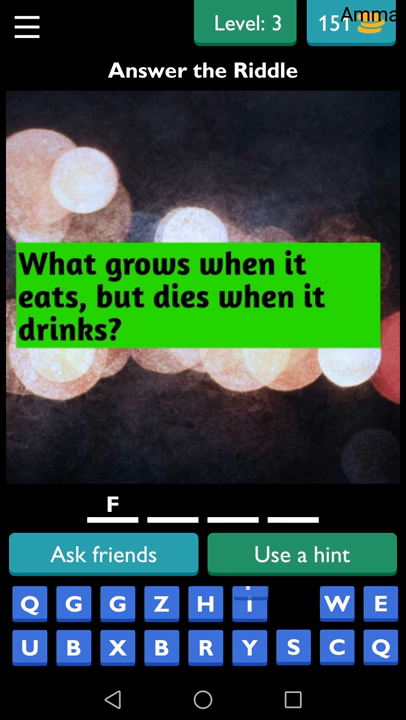 Level: 3
151
Amma
Answer the Riddle
What grows when it
eats, but dies when it
drinks?
F
Ask friends
Use a hint
Q G G Z H i W E
U B X B R Y S C Q